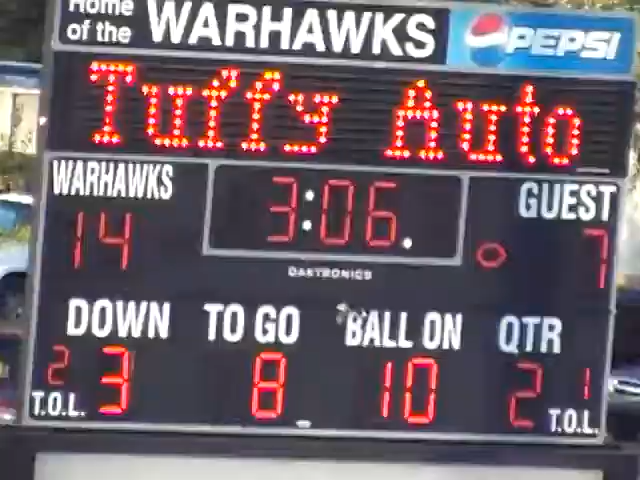 Home
of the WARHAWKS PEPSI
Tuffy Auto
WARHAWKS 3:06. GUEST
14 7
DAKTRONICS
DOWN TO GO BALL ON QTR
2 3 8 10 2 1
T.O.L. T.O.L.